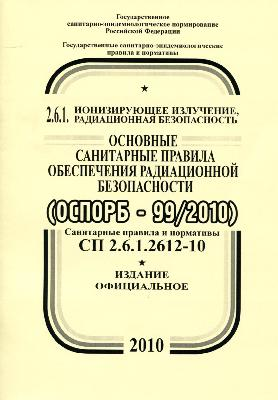 Государственное
санитарно-эпидемиологическое нормирование
Российской Федерации
Государственные санитарно-эпидемиологические
правила и нормативы
2.6.1. ИОНИЗИРУЮЩЕЕ ИЗЛУЧЕНИЕ,
РАДИАЦИОННАЯ БЕЗОПАСНОСТЬ
ОСНОВНЫЕ
САНИТАРНЫЕ ПРАВИЛА
ОБЕСПЕЧЕНИЯ РАДИАЦИОННОЙ
БЕЗОПАСНОСТИ
(ОСПОРБ - 99/2010)
Санитарные правила и нормативы
СП 2.6.1.2612-10
ИЗДАНИЕ
ОФИЦИАЛЬНОЕ
2010